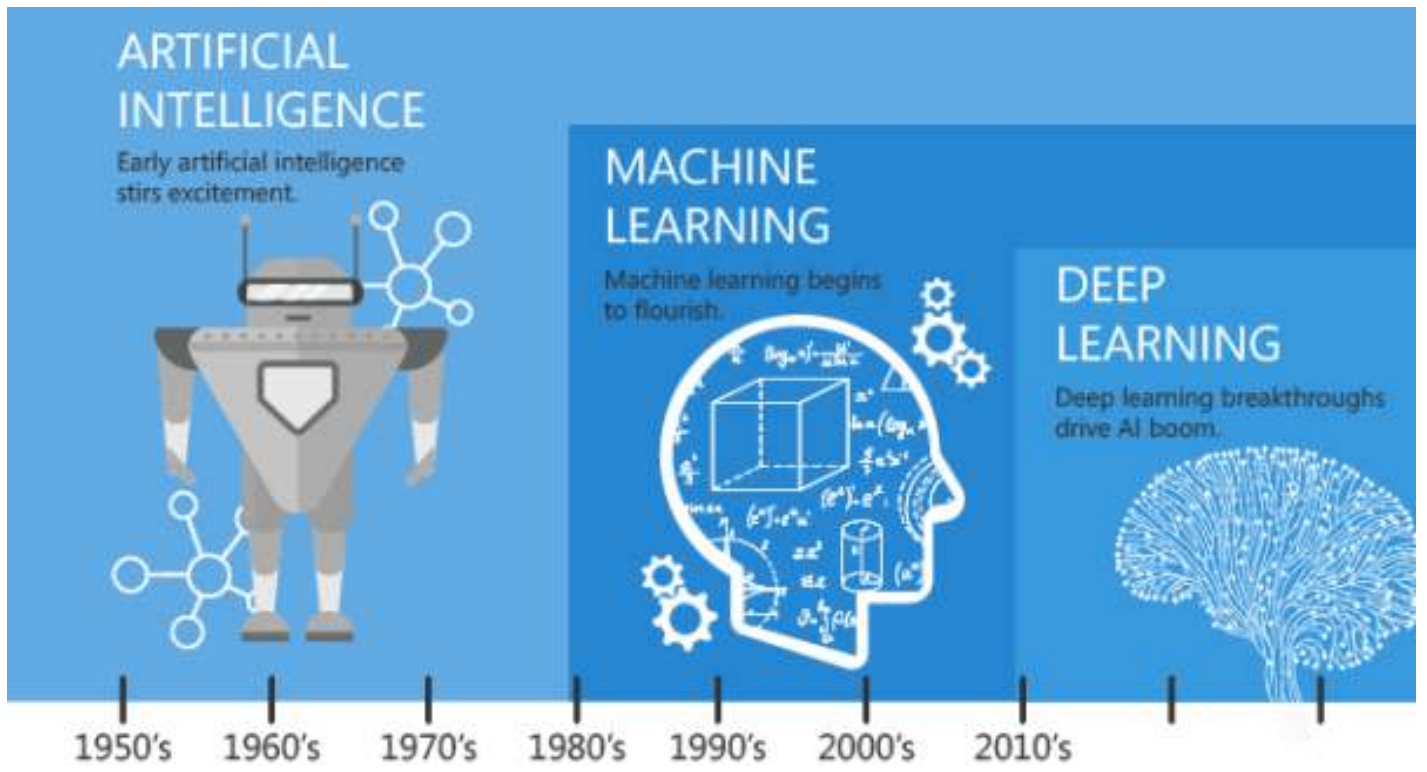 ARTIFICIAL
INTELLIGENCE
Early artificial intelligence
stirs excitement.
MACHINE
LEARNING
Machine learning begins
to flourish.
DEEP
LEARNING
Deep learning breakthroughs
drive AI boom.
1950's 1960's 1970's 1980's 1990's 2000's 2010's